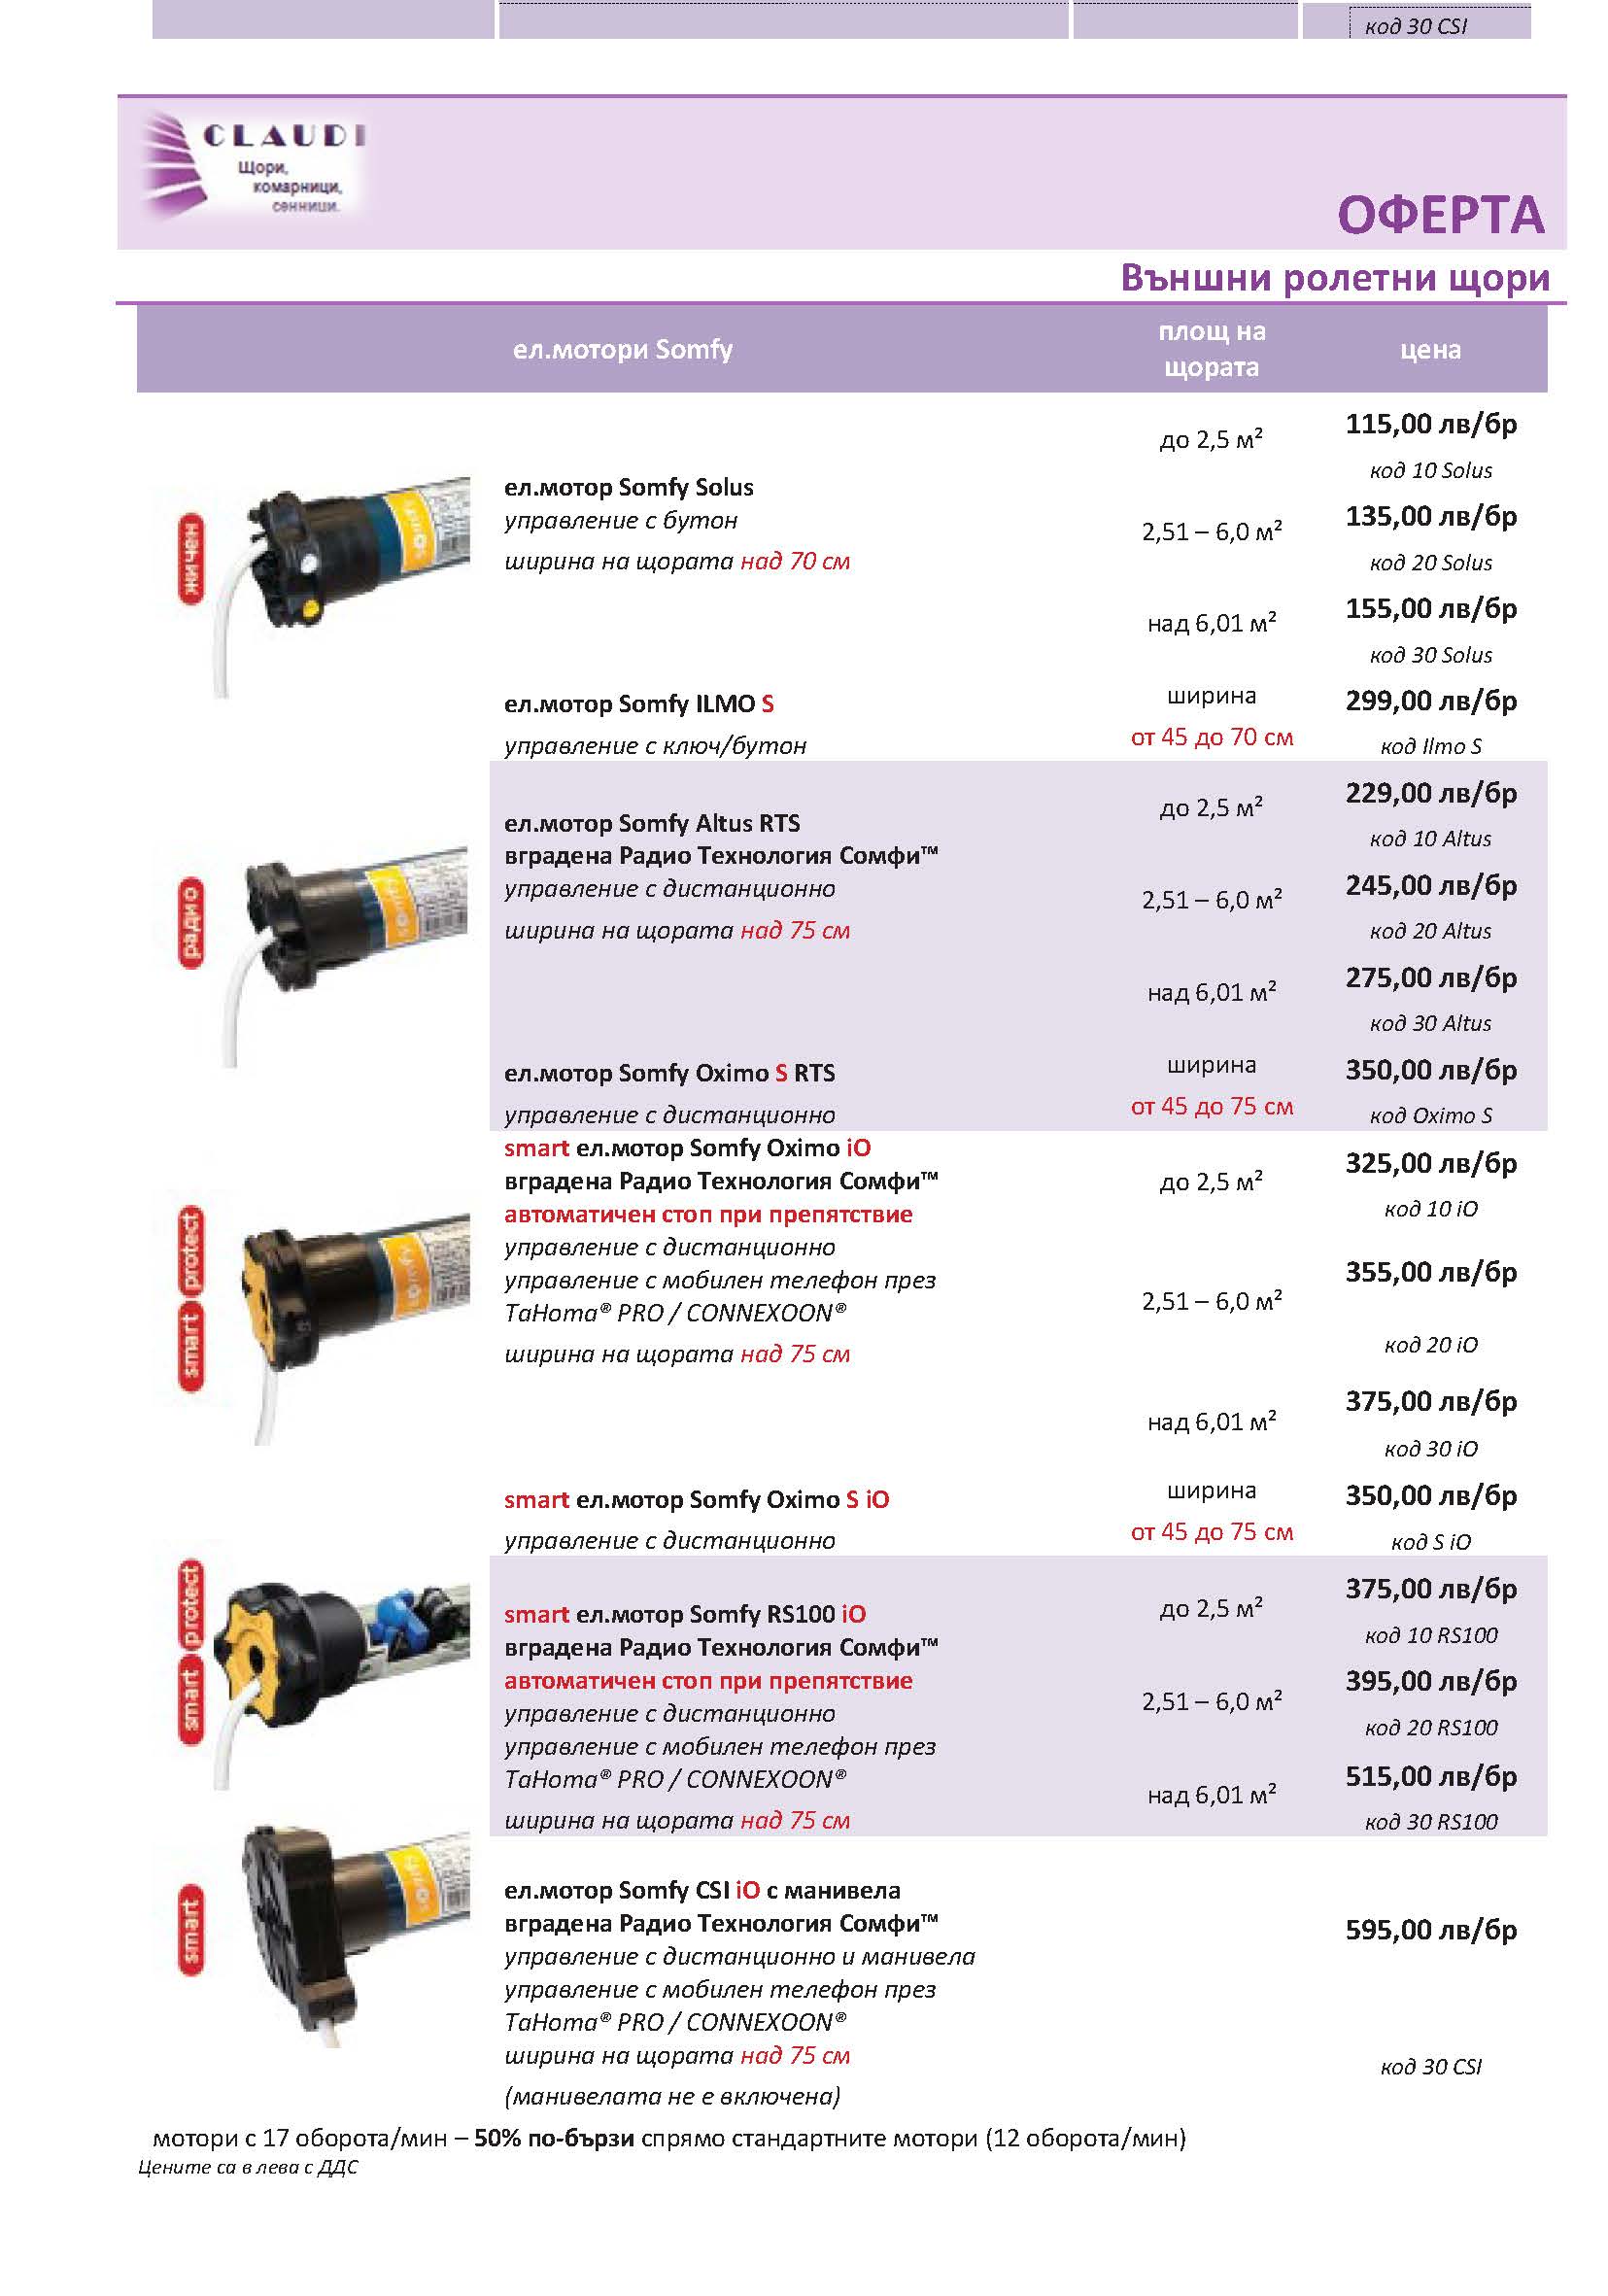 код 30 CSI
CLAUDI
Щори,
комарници,
сенници.
ОФЕРТА
Външни ролетни щори
ел.мотори Somfy
площ на
щората
цена
жичен
ел.мотор Somfy Solus
управление с бутон
ширина на щората над 70 см
до 2,5 м²
115,00 лв/бр
код 10 Solus
2,51 – 6,0 м²
135,00 лв/бр
код 20 Solus
над 6,01 м²
155,00 лв/бр
код 30 Solus
ел.мотор Somfy ILMO S
управление с ключ/бутон
ширина
от 45 до 70 см
299,00 лв/бр
код Ilmo S
радио
ел.мотор Somfy Altus RTS
вградена Радио Технология Сомфи™
управление с дистанционно
ширина на щората над 75 см
до 2,5 м²
229,00 лв/бр
код 10 Altus
2,51 – 6,0 м²
245,00 лв/бр
код 20 Altus
над 6,01 м²
275,00 лв/бр
код 30 Altus
ел.мотор Somfy Oximo S RTS
управление с дистанционно
ширина
от 45 до 75 см
350,00 лв/бр
код Oximo S
smart protect
smart ел.мотор Somfy Oximo iO
вградена Радио Технология Сомфи™
автоматичен стоп при препятствие
управление с дистанционно
управление с мобилен телефон през
TaHoma® PRO / CONNEXOON®
ширина на щората над 75 см
до 2,5 м²
325,00 лв/бр
код 10 iO
2,51 – 6,0 м²
355,00 лв/бр
код 20 iO
над 6,01 м²
375,00 лв/бр
код 30 iO
smart ел.мотор Somfy Oximo S iO
управление с дистанционно
ширина
от 45 до 75 см
350,00 лв/бр
код S iO
smart protect
smart ел.мотор Somfy RS100 iO
вградена Радио Технология Сомфи™
автоматичен стоп при препятствие
управление с дистанционно
управление с мобилен телефон през
TaHoma® PRO / CONNEXOON®
ширина на щората над 75 см
до 2,5 м²
375,00 лв/бр
код 10 RS100
2,51 – 6,0 м²
395,00 лв/бр
код 20 RS100
над 6,01 м²
515,00 лв/бр
код 30 RS100
smart
ел.мотор Somfy CSI iO с манивела
вградена Радио Технология Сомфи™
управление с дистанционно и манивела
управление с мобилен телефон през
TaHoma® PRO / CONNEXOON®
ширина на щората над 75 см
(манивелата не е включена)
595,00 лв/бр
код 30 CSI
мотори с 17 оборота/мин – 50% по-бързи спрямо стандартните мотори (12 оборота/мин)
Цените са в лева с ДДС